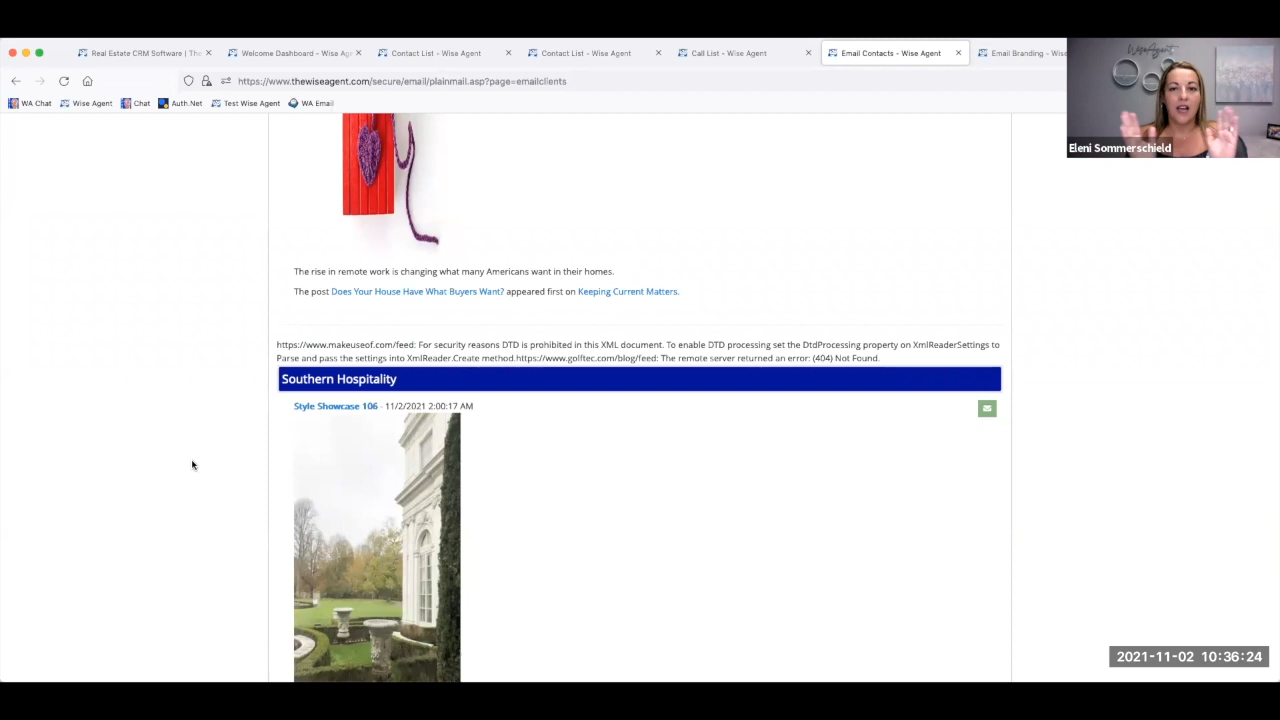 Real Estate CRM Software | The
Welcome Dashboard - Wise Age
Contact List - Wise Agent
Contact List - Wise Agent
Call List - Wise Agent
Email Contacts - Wise Agent
Email Branding - Wise
https://www.thewiseagent.com/secure/email/plainmail.asp?page=emailclients
WA Chat
Wise Agent
Chat
Auth.Net
Test Wise Agent
WA Email
WiseAgent
Eleni Sommerschield
The rise in remote work is changing what many Americans want in their homes.
The post Does Your House Have What Buyers Want? appeared first on Keeping Current Matters.
https://www.makeuseof.com/feed: For security reasons DTD is prohibited in this XML document. To enable DTD processing set the DtdProcessing property on XmlReaderSettings to
Parse and pass the settings into XmlReader.Create method.https://www.golftec.com/blog/feed: The remote server returned an error: (404) Not Found.
Southern Hospitality
Style Showcase 106 - 11/2/2021 2:00:17 AM
2021-11-02 10:36:24